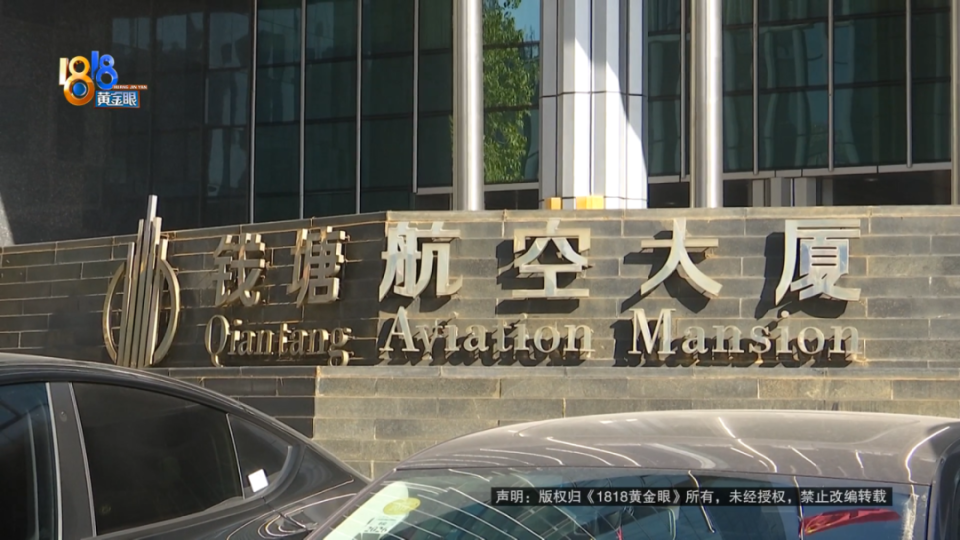 1818
黄金眼
钱塘 航空大厦
Qiantang Aviation Mansion
声明：版权归《1818黄金眼》所有，未经授权，禁止改编转载